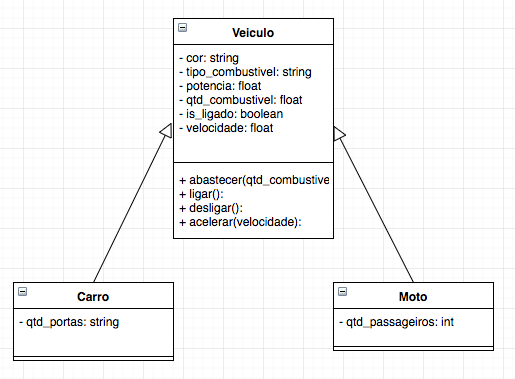 Veiculo
- cor: string
- tipo_combustivel: string
- potencia: float
- qtd_combustivel: float
- is_ligado: boolean
- velocidade: float
+ abastecer(qtd_combustive
+ ligar():
+ desligar():
+ acelerar(velocidade):
Carro
- qtd_portas: string
Moto
- qtd_passageiros: int